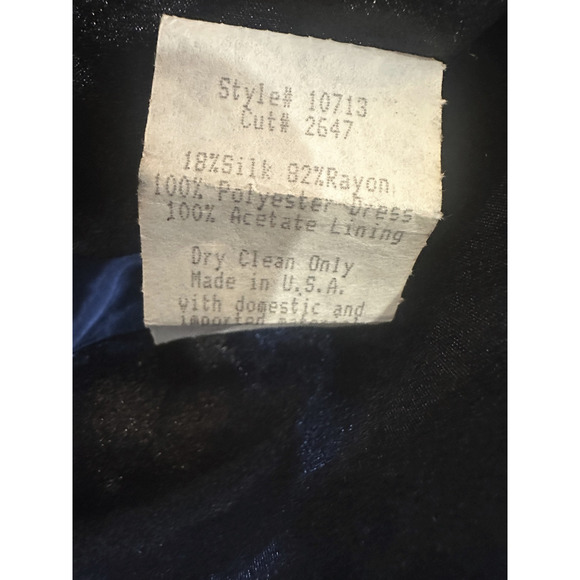 Style# 10713
Cut# 2647
18%Silk 82%Rayon
100% Polyester Dress
100% Acetate Lining
Dry Clean Only
Made in U.S.A.
with domestic and
imported